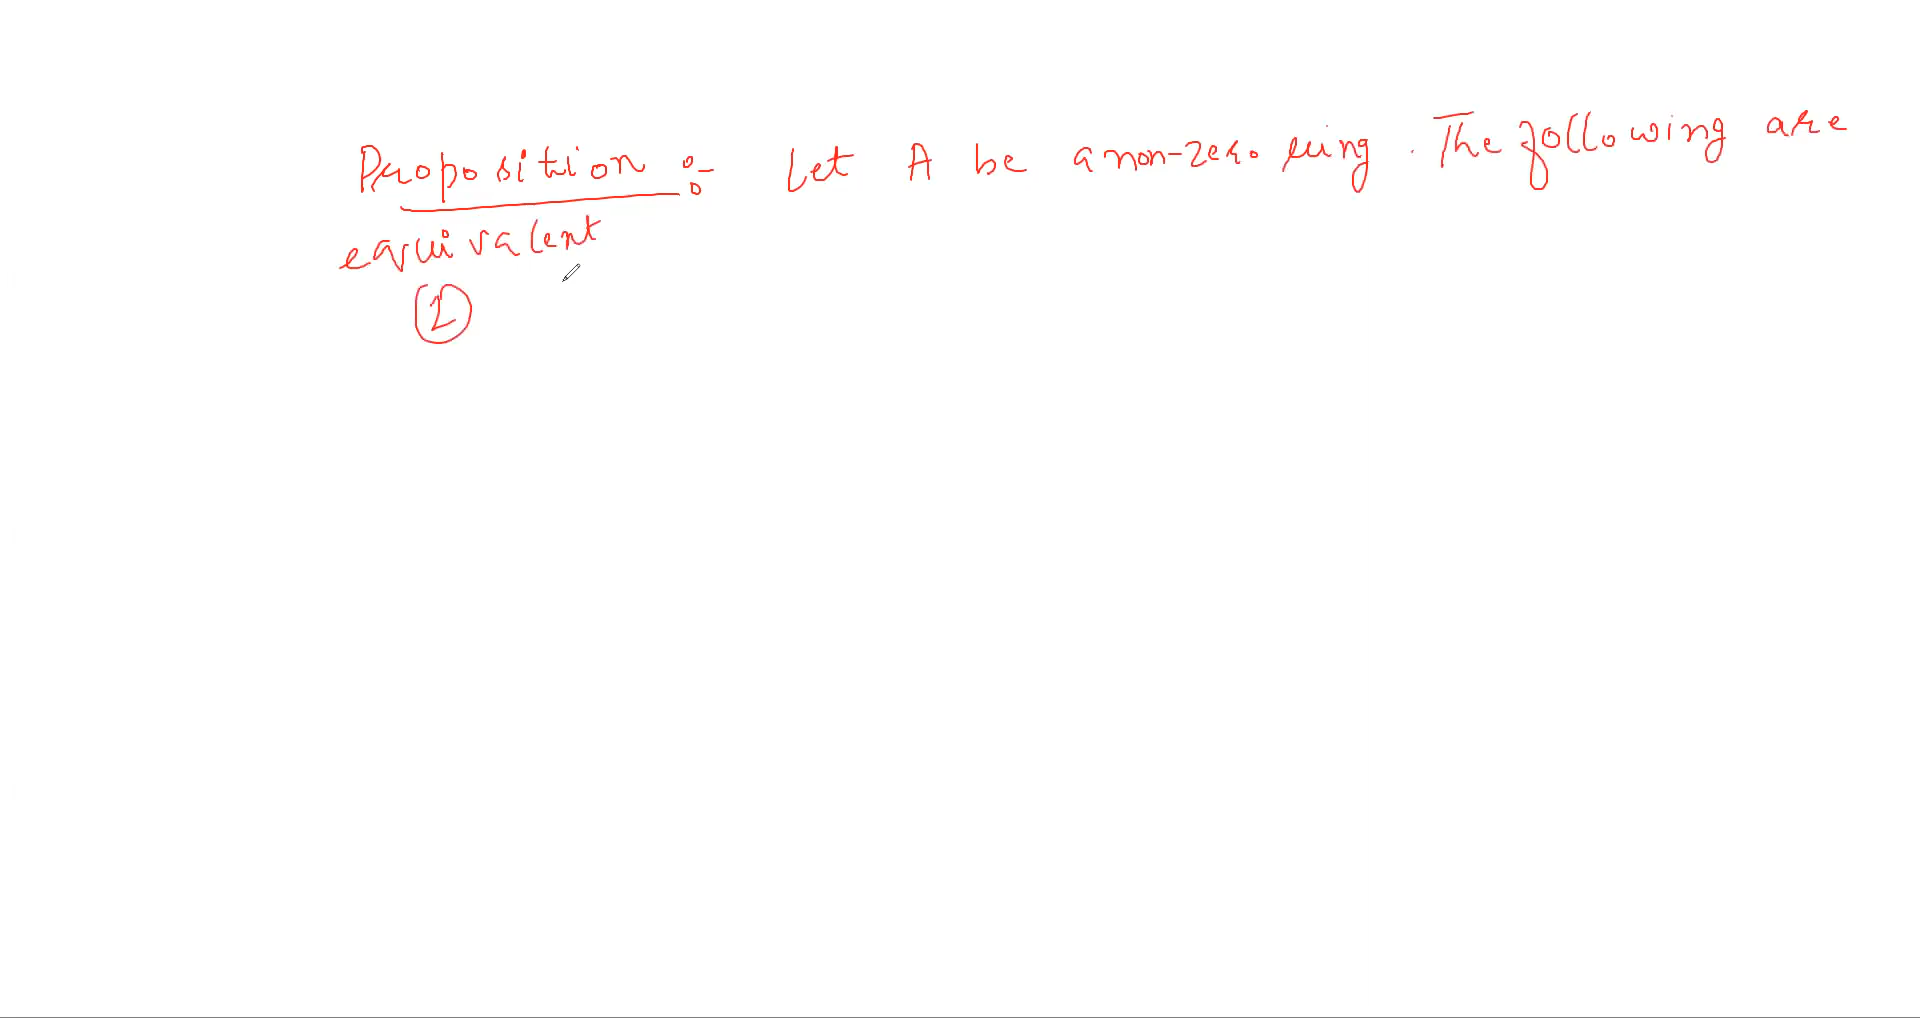 Proposition :- Let A be a non-zero ring. The following are
equivalent
1